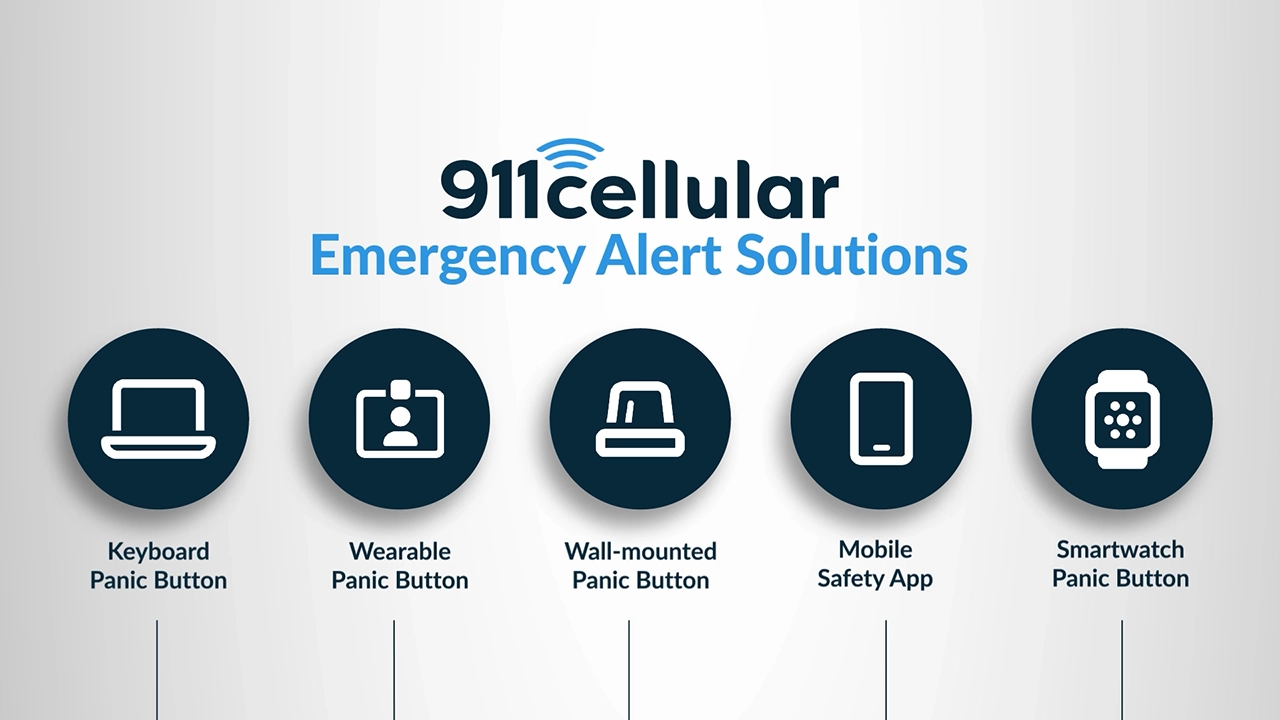 911cellular
Emergency Alert Solutions
Keyboard
Panic Button
Wearable
Panic Button
Wall-mounted
Panic Button
Mobile
Safety App
Smartwatch
Panic Button